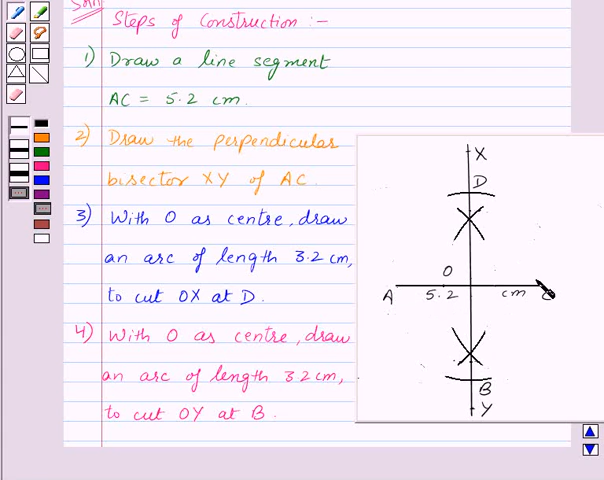 Soln
Steps of Construction :-
1) Draw a line segment
AC = 5.2 cm.
2) Draw the perpendicular
bisector XY of AC.
3) With O as centre, draw
an arc of length 3.2 cm,
to cut OX at D.
4) With O as centre, draw
an arc of length 3.2 cm,
to cut OY at B.
X
D
O
A 5.2 cm C
B
Y